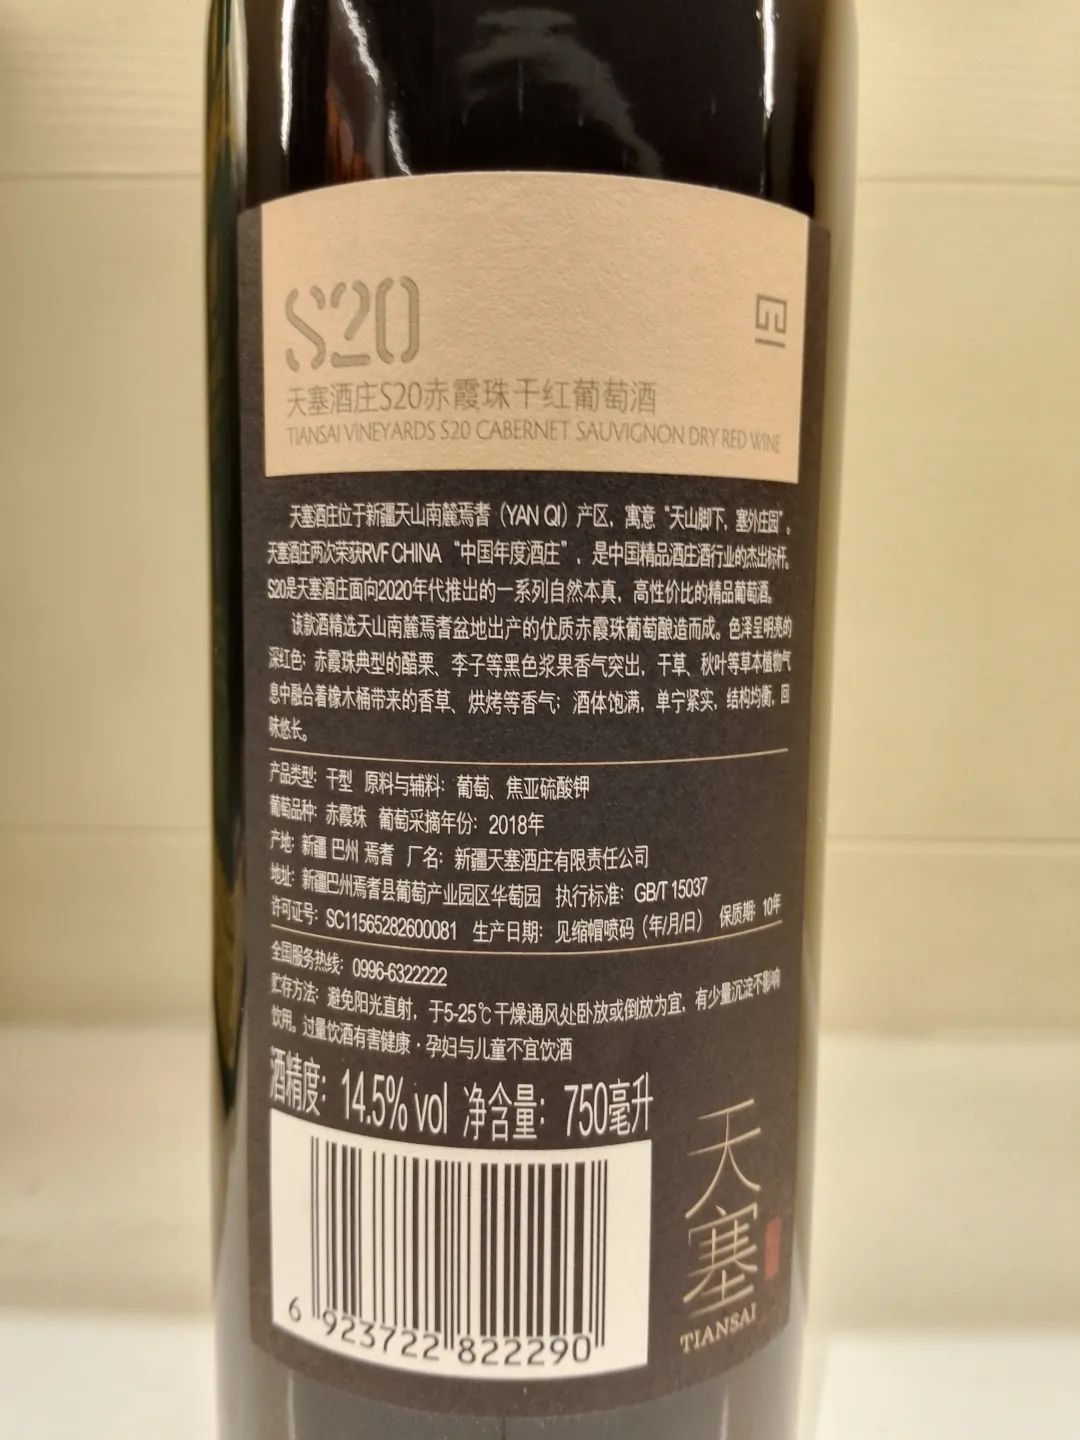 S20
天塞酒庄S20赤霞珠干红葡萄酒
TIANSAI VINEYARDS S20 CABERNET SAUVIGNON DRY RED WINE
天塞酒庄位于新疆天山南麓焉耆（YAN QI）产区，寓意“天山脚下，塞外庄园”。
天塞酒庄两次荣获RVF CHINA“中国年度酒庄”，是中国精品酒庄酒行业的杰出标杆。
S20是天塞酒庄面向2020年代推出的一系列自然本真，高性价比的精品葡萄酒。
该款酒精选天山南麓焉耆盆地出产的优质赤霞珠葡萄酿造而成。色泽呈明亮的
深红色；赤霞珠典型的醋栗、李子等黑色浆果香气突出，干草、秋叶等草本植物气
息中融合着橡木桶带来的香草、烘烤等香气；酒体饱满，单宁紧实，结构均衡，回
味悠长。
产品类型：干型 原料与辅料：葡萄、焦亚硫酸钾
葡萄品种：赤霞珠 葡萄采摘年份：2018年
产地：新疆 巴州 焉耆 厂名：新疆天塞酒庄有限责任公司
地址：新疆巴州焉耆县葡萄产业园区华萄园 执行标准：GB/T 15037
许可证号：SC11565282600081 生产日期：见缩帽喷码（年/月/日） 保质期：10年
全国服务热线：0996-6322222
贮存方法：避免阳光直射，于5-25℃干燥通风处卧放或倒放为宜，有少量沉淀不影响
饮用。过量饮酒有害健康·孕妇与儿童不宜饮酒
酒精度：14.5% vol 净含量：750毫升
天塞
TIANSAI
6 923722 822290